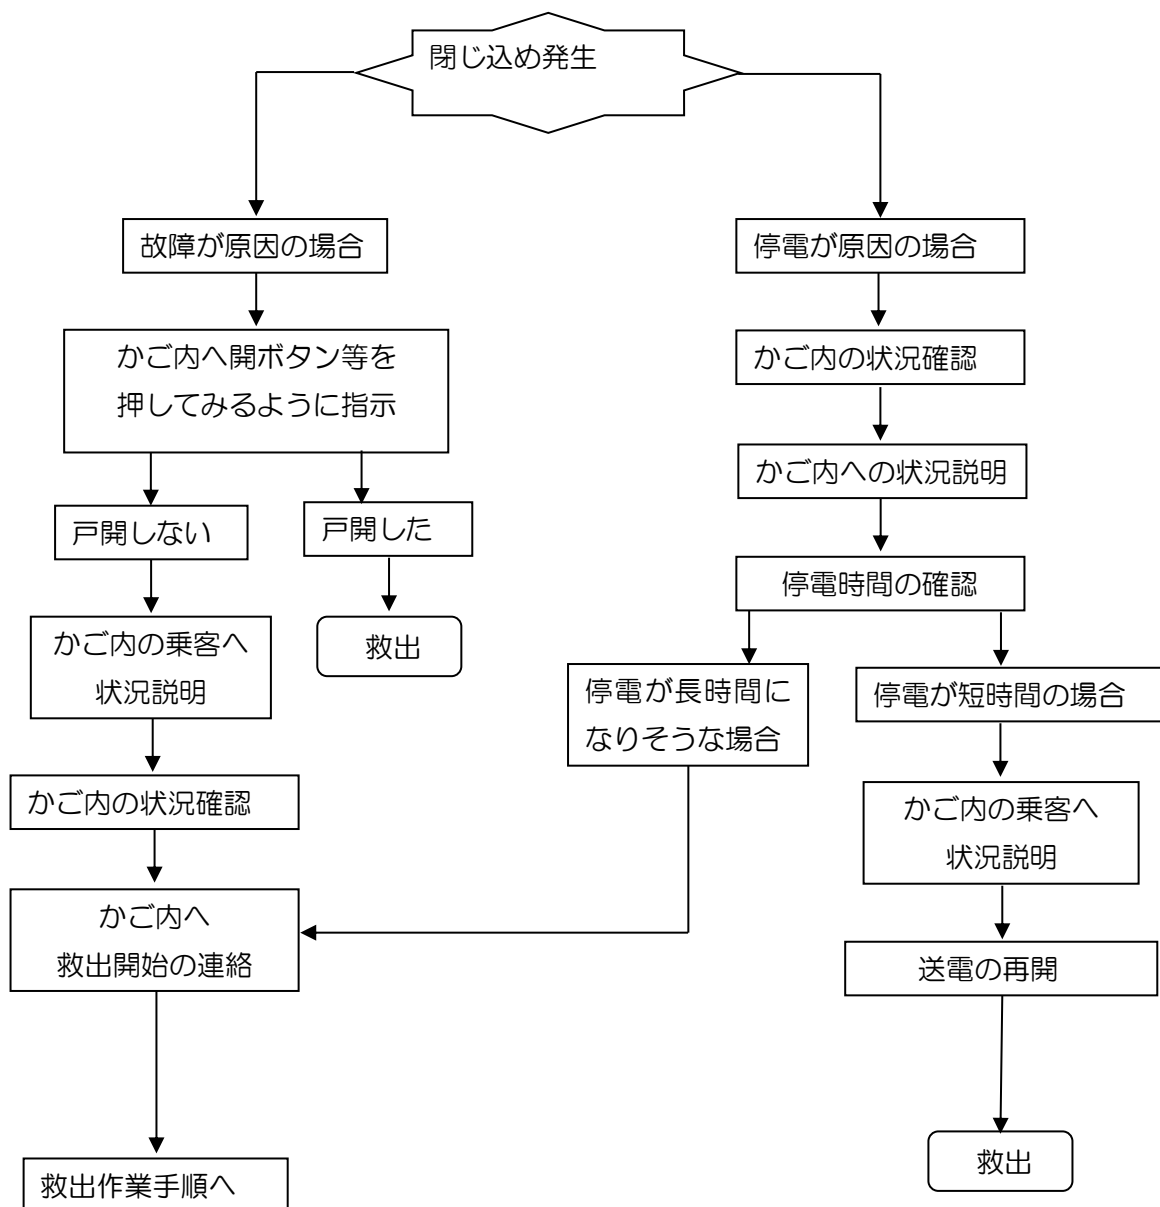 閉じ込め発生
故障が原因の場合
停電が原因の場合
かご内へ開ボタン等を
押してみるように指示
かご内の状況確認
かご内への状況説明
戸開しない
戸開した
停電時間の確認
かご内の乗客へ
状況説明
救出
停電が長時間に
なりそうな場合
停電が短時間の場合
かご内の状況確認
かご内の乗客へ
状況説明
かご内へ
救出開始の連絡
送電の再開
救出作業手順へ
救出